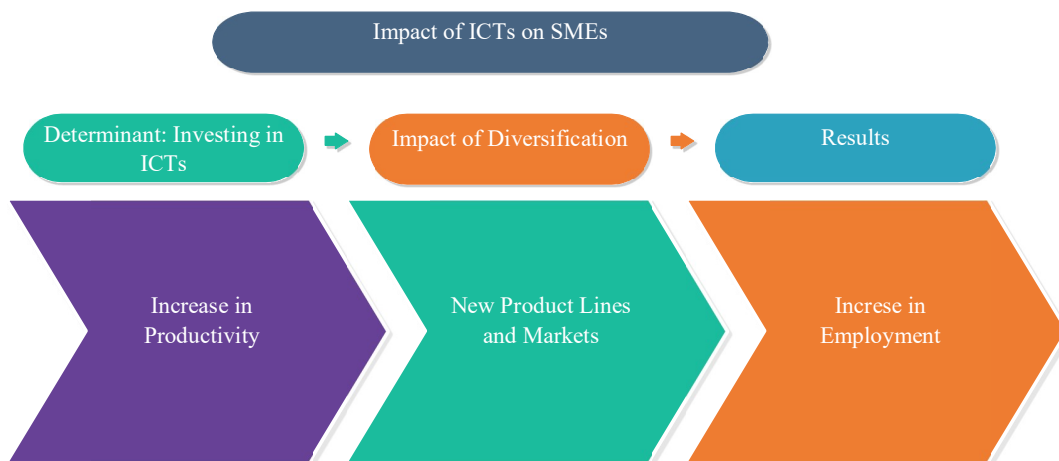 Impact of ICTs on SMEs
Determinant: Investing in
ICTs
Impact of Diversification
Results
Increase in
Productivity
New Product Lines
and Markets
Increse in
Employment